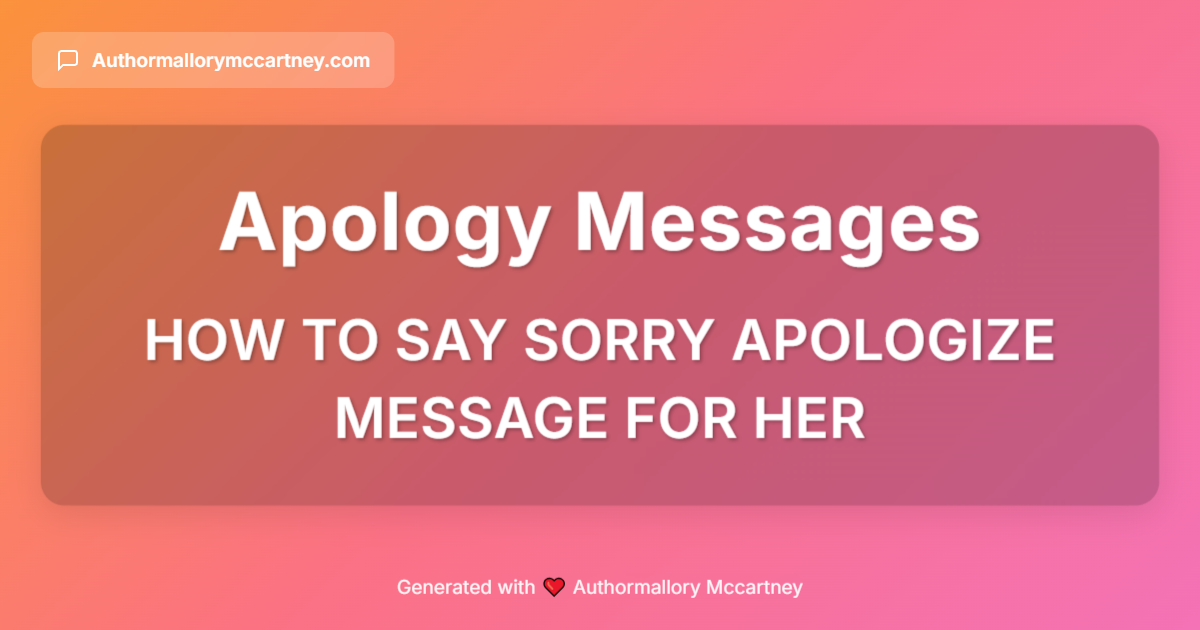 Authormallorymccartney.com
Apology Messages
HOW TO SAY SORRY APOLOGIZE
MESSAGE FOR HER
Generated with ❤️ Authormallory Mccartney